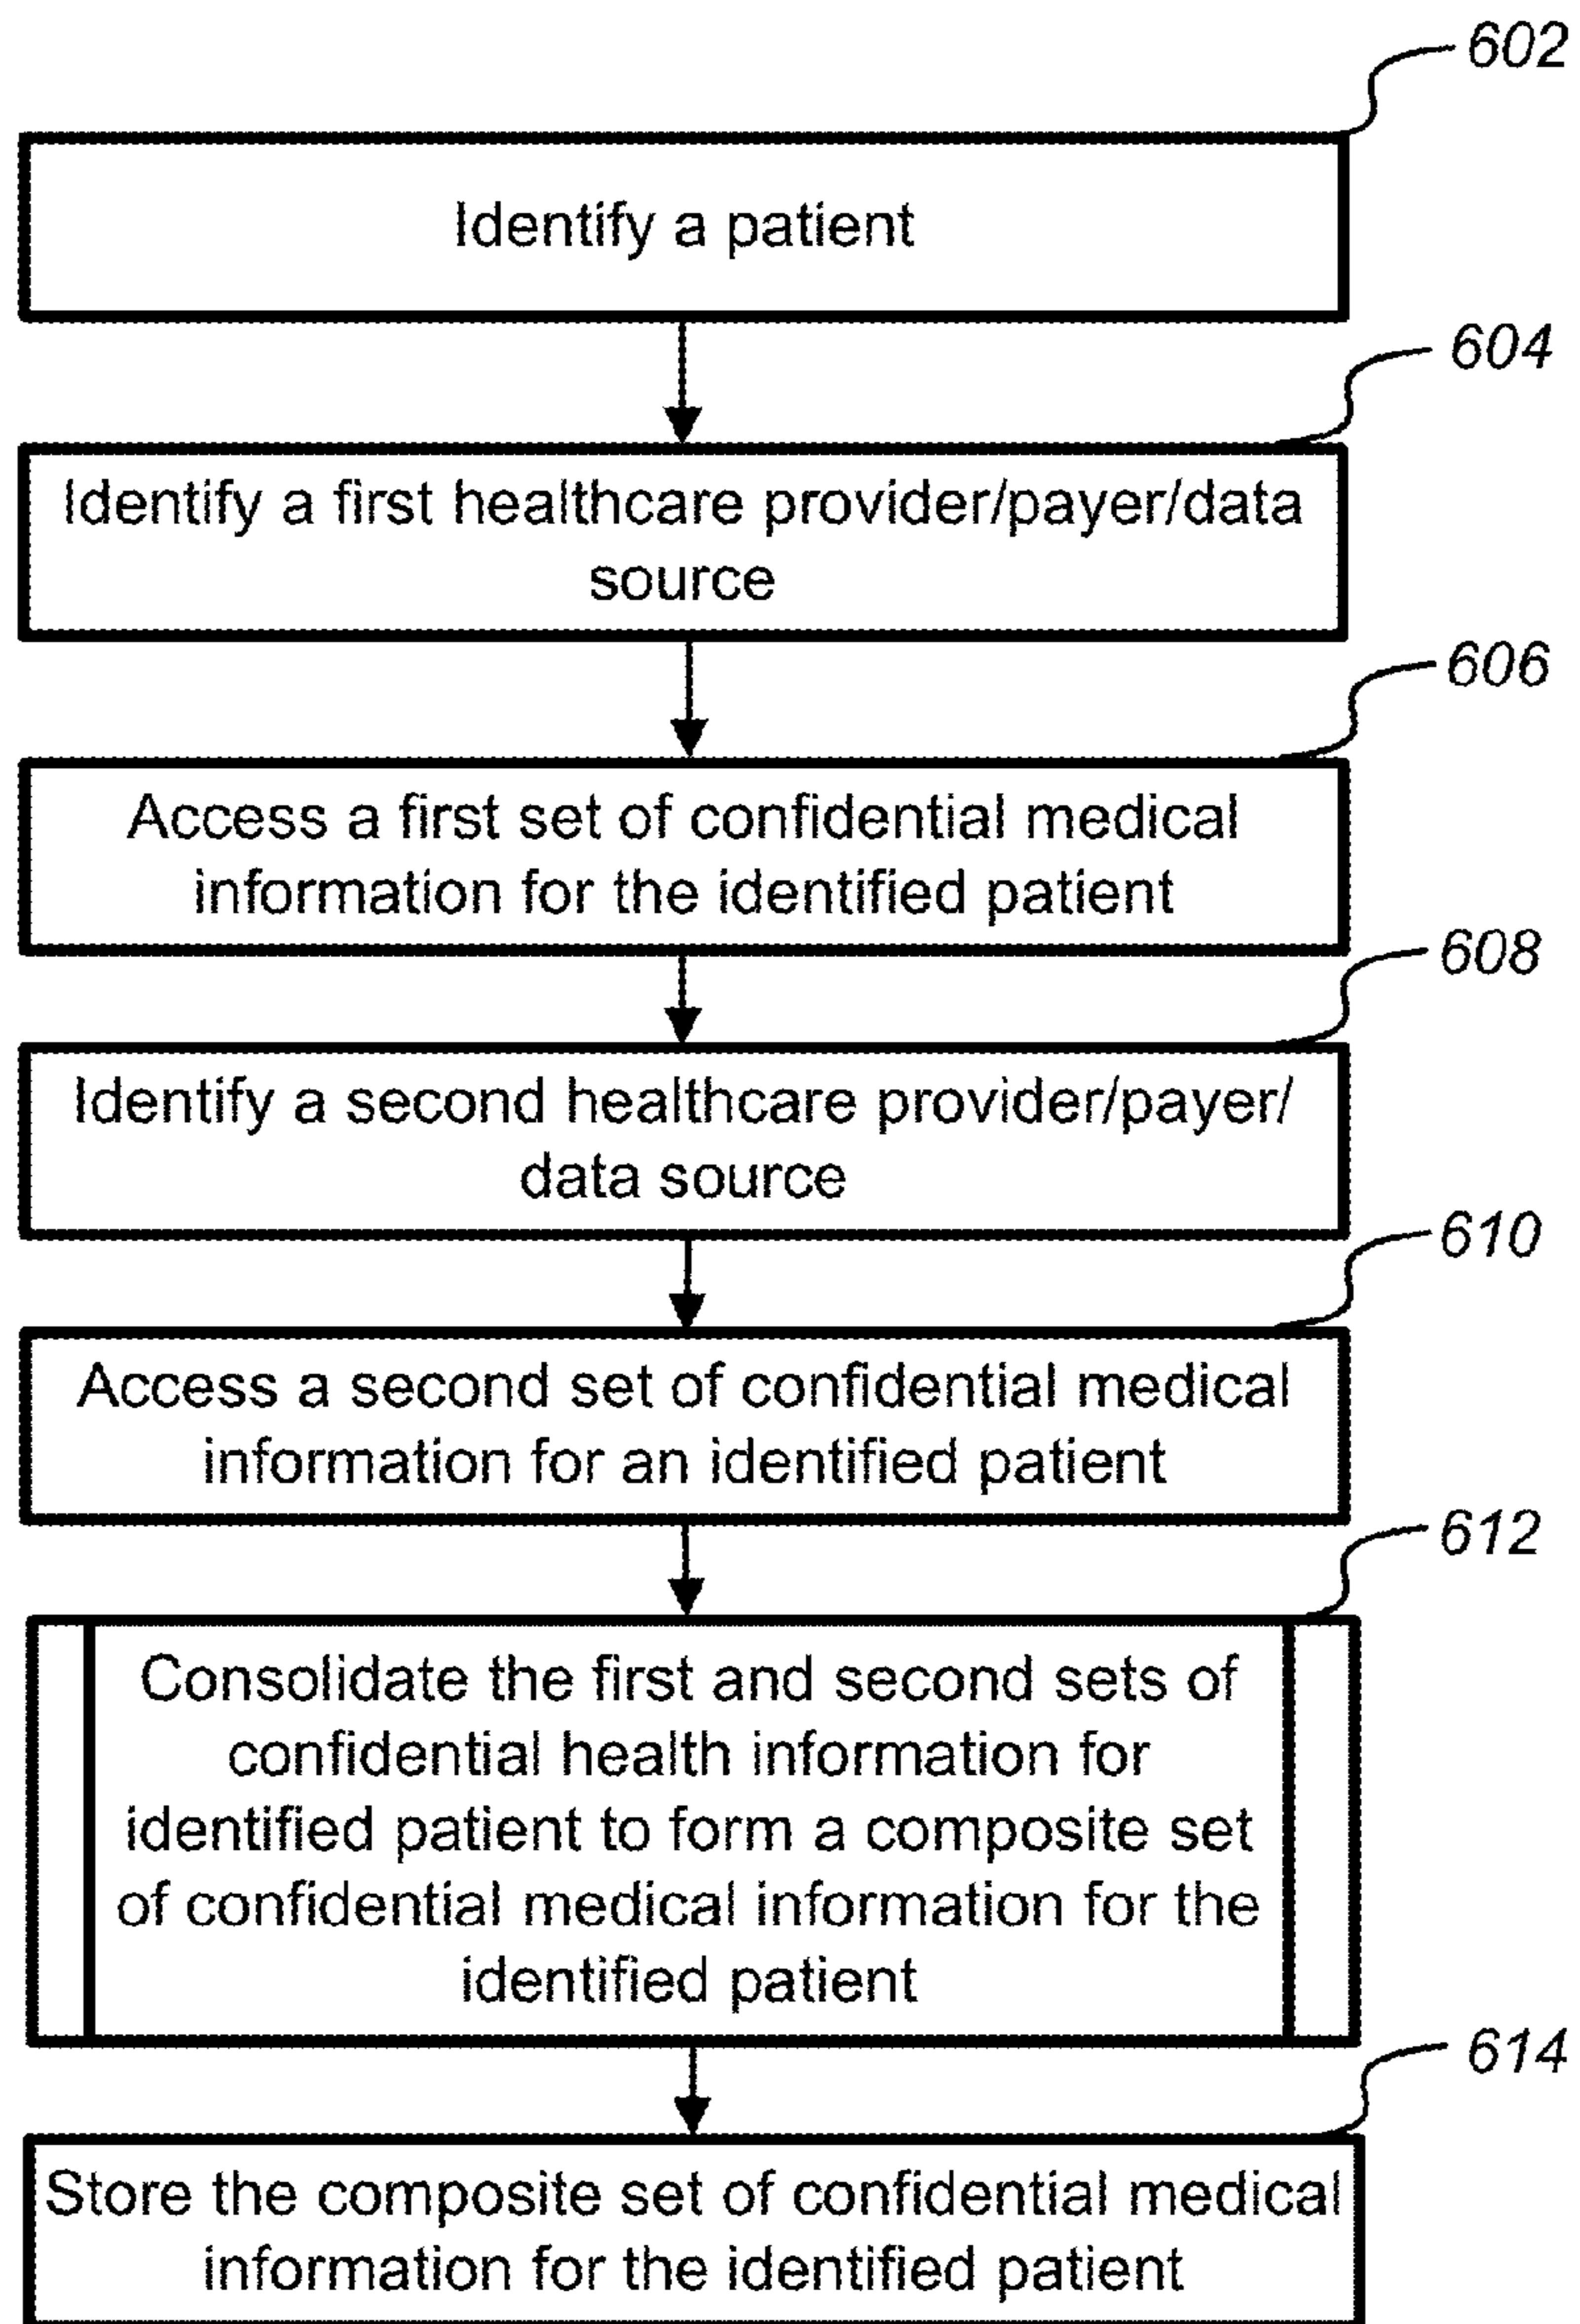 602
Identify a patient
604
Identify a first healthcare provider/payer/data
source
606
Access a first set of confidential medical
information for the identified patient
608
Identify a second healthcare provider/payer/
data source
610
Access a second set of confidential medical
information for an identified patient
612
Consolidate the first and second sets of
confidential health information for
identified patient to form a composite set
of confidential medical information for the
identified patient
614
Store the composite set of confidential medical
information for the identified patient